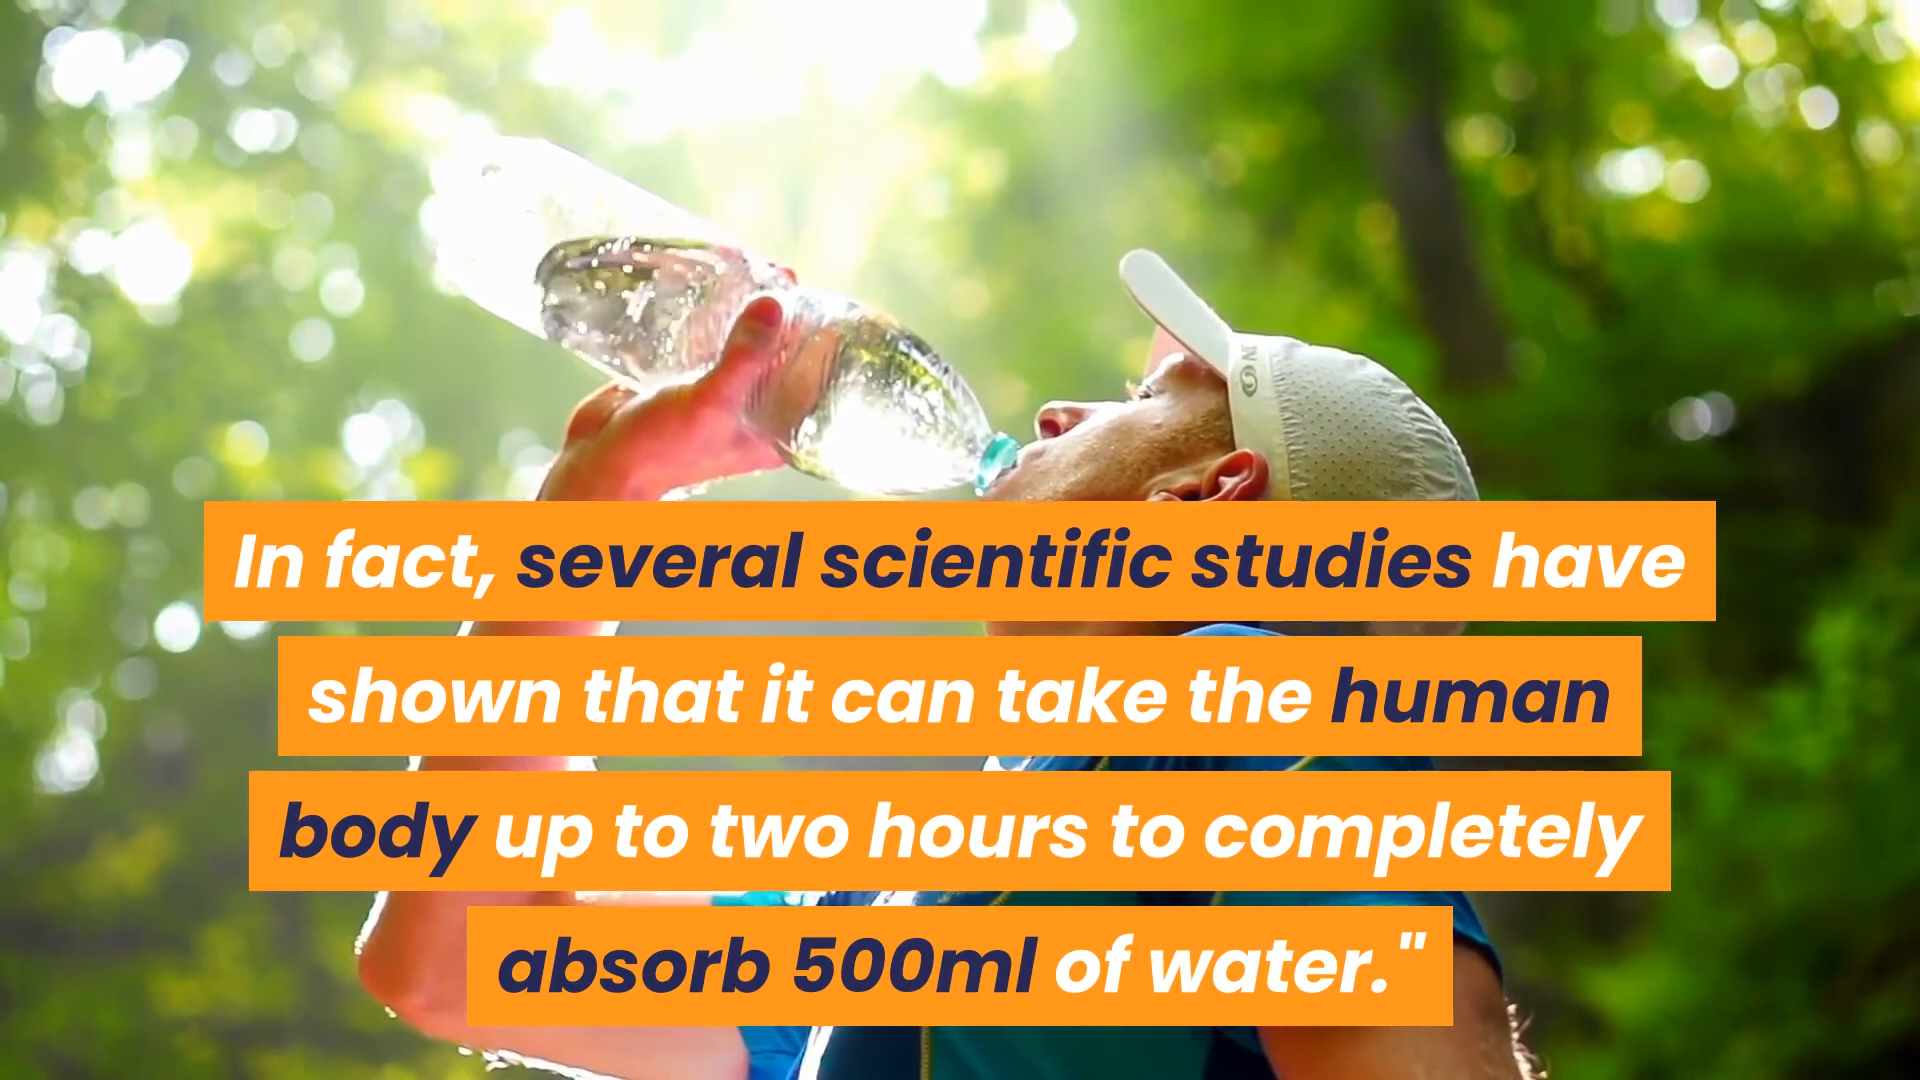 In fact, several scientific studies have
shown that it can take the human
body up to two hours to completely
absorb 500ml of water."